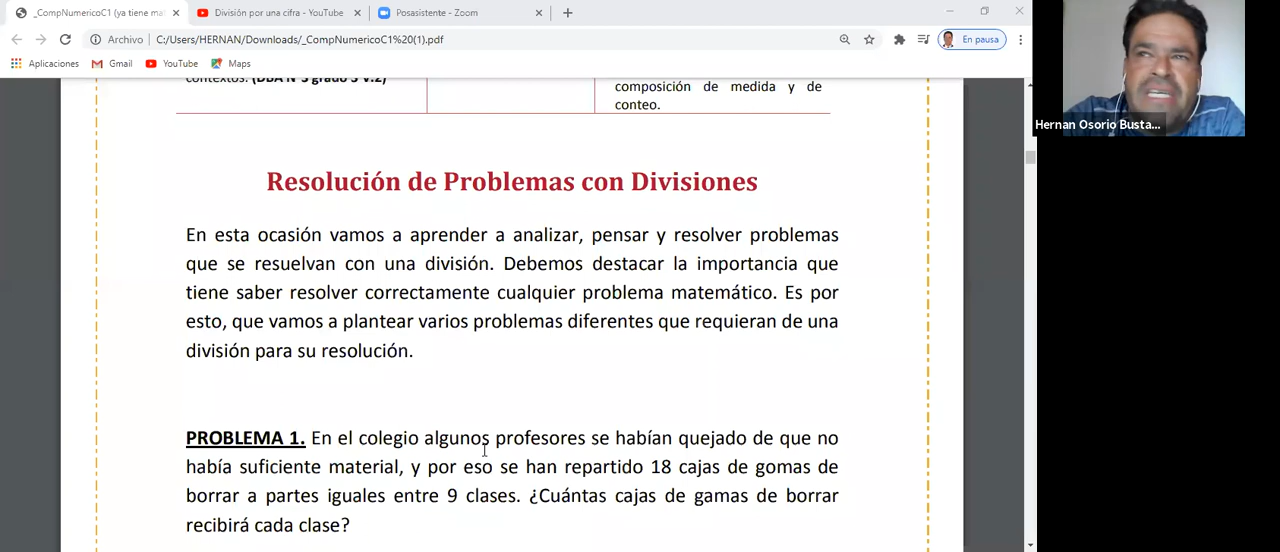 _CompNumericoC1 (ya tiene ma
División por una cifra - YouTube
Posasistente - Zoom
Archivo
C:/Users/HERNAN/Downloads/_CompNumericoC1%20(1).pdf
En pausa
Aplicaciones
Gmail
YouTube
Maps
contextos. (DBA N°3 grado 3 V.2)
composición de medida y de
conteo.
Hernan Osorio Busta...
Resolución de Problemas con Divisiones
En esta ocasión vamos a aprender a analizar, pensar y resolver problemas
que se resuelvan con una división. Debemos destacar la importancia que
tiene saber resolver correctamente cualquier problema matemático. Es por
esto, que vamos a plantear varios problemas diferentes que requieran de una
división para su resolución.
PROBLEMA 1. En el colegio algunos profesores se habían quejado de que no
había suficiente material, y por eso se han repartido 18 cajas de gomas de
borrar a partes iguales entre 9 clases. ¿Cuántas cajas de gamas de borrar
recibirá cada clase?